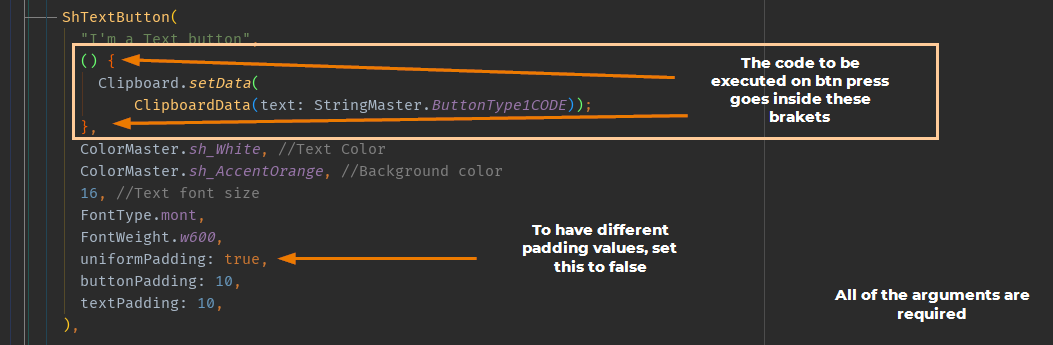 ShTextButton(
"I'm a Text button",
() {
Clipboard.setData(
ClipboardData(text: StringMaster.ButtonType1CODE));
},
ColorMaster.sh_White, //Text Color
ColorMaster.sh_AccentOrange, //Background color
16, //Text font size
FontType.mont,
FontWeight.w600,
uniformPadding: true,
buttonPadding: 10,
textPadding: 10,
),
The code to be
executed on btn press
goes inside these
brakets
To have different
padding values, set
this to false
All of the arguments are
required